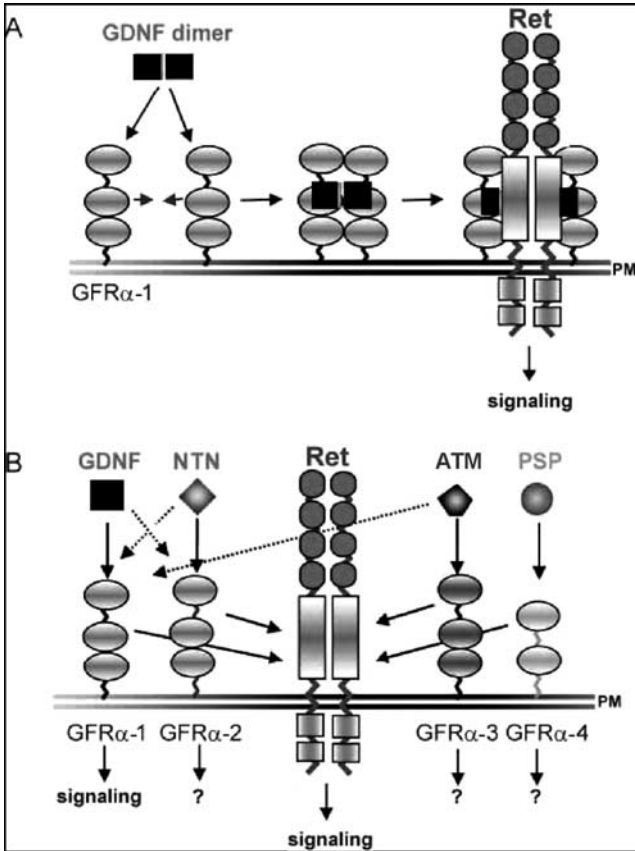 A
GDNF dimer
Ret
PM
GFRα-1
signaling
B
GDNF NTN Ret ATM PSP
PM
GFRα-1 GFRα-2 GFRα-3 GFRα-4
signaling ? ? ?
signaling